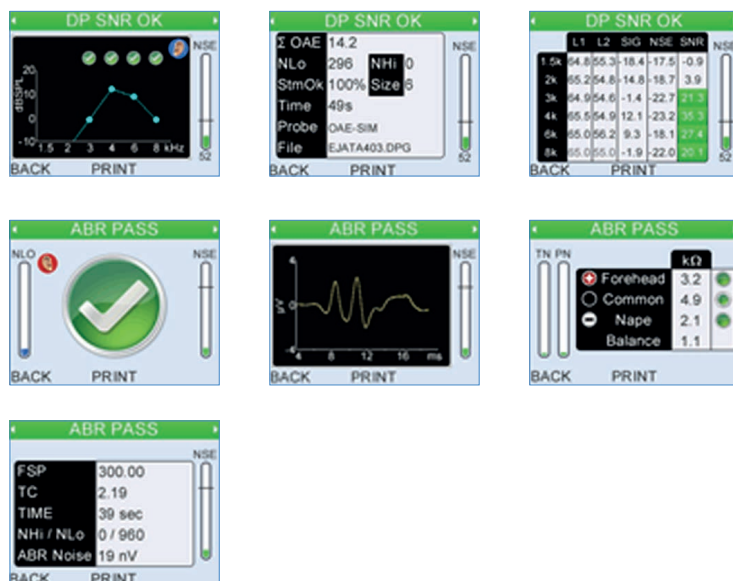 DP SNR OK
NSE
dBSPL
20
10
0
-10
1.5 2 3 4 6 8 kHz
52
BACK PRINT
DP SNR OK
NSE
Σ OAE 14.2
NLo 296 NHi 0
StmOk 100% Size 6
Time 49s
Probe OAE-SIM
File EJATA403.DPG
52
BACK PRINT
DP SNR OK
NSE
L1 L2 SIG NSE SNR
1.5k 64.8 55.3 -18.4 -17.5 -0.9
2k 65.2 54.8 -14.8 -18.7 3.9
3k 64.9 54.6 -1.4 -22.7 21.3
4k 65.5 54.9 12.1 -23.2 35.3
6k 65.0 56.2 9.3 -18.1 27.4
8k 65.0 55.0 -1.9 -22.0 20.1
52
BACK PRINT
ABR PASS
NLO NSE
BACK PRINT
ABR PASS
NSE
µV
4
0
-4
4 8 12 16 ms
BACK PRINT
ABR PASS
TN PN
kΩ
Forehead 3.2
Common 4.9
Nape 2.1
Balance 1.1
BACK PRINT
ABR PASS
NSE
FSP 300.00
TC 2.19
TIME 39 sec
NHi / NLo 0 / 960
ABR Noise 19 nV
BACK PRINT